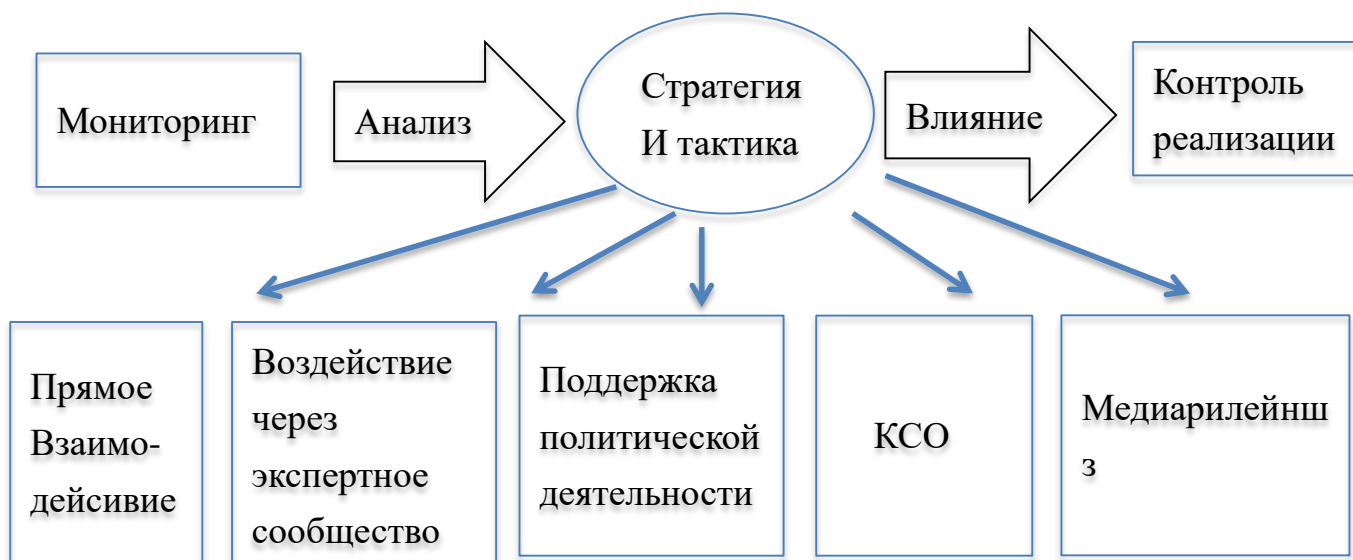 Мониторинг
Анализ
Стратегия
И тактика
Влияние
Контроль
реализации
Прямое
Взаимо-
дейсивие
Воздействие
через
экспертное
сообщество
Поддержка
политической
деятельности
КСО
Медиарилейнш
з